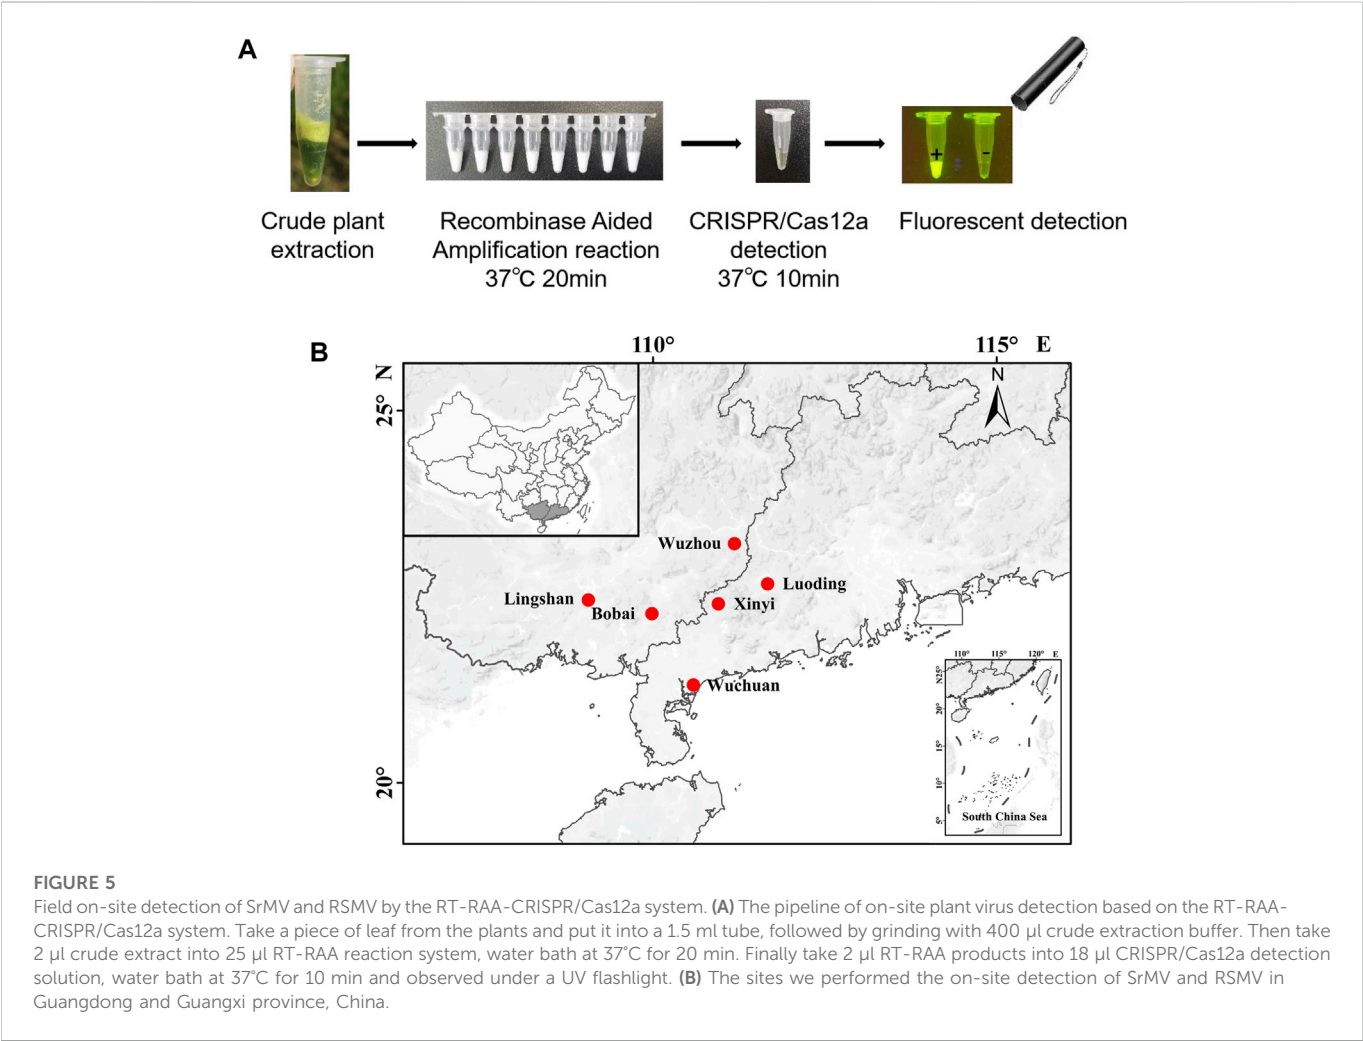 A
+
-
Crude plant
extraction
Recombinase Aided
Amplification reaction
37℃ 20min
CRISPR/Cas12a
detection
37℃ 10min
Fluorescent detection
B
110°
115° E
N
25°
20°
N
Wuzhou
Luoding
Lingshan
Bobai
Xinyi
Wuchuan
110° 115° 120° E
N25°
20°
15°
10°
5°
South China Sea
FIGURE 5
Field on-site detection of SrMV and RSMV by the RT-RAA-CRISPR/Cas12a system. (A) The pipeline of on-site plant virus detection based on the RT-RAA-
CRISPR/Cas12a system. Take a piece of leaf from the plants and put it into a 1.5 ml tube, followed by grinding with 400 µl crude extraction buffer. Then take
2 µl crude extract into 25 µl RT-RAA reaction system, water bath at 37°C for 20 min. Finally take 2 µl RT-RAA products into 18 µl CRISPR/Cas12a detection
solution, water bath at 37°C for 10 min and observed under a UV flashlight. (B) The sites we performed the on-site detection of SrMV and RSMV in
Guangdong and Guangxi province, China.